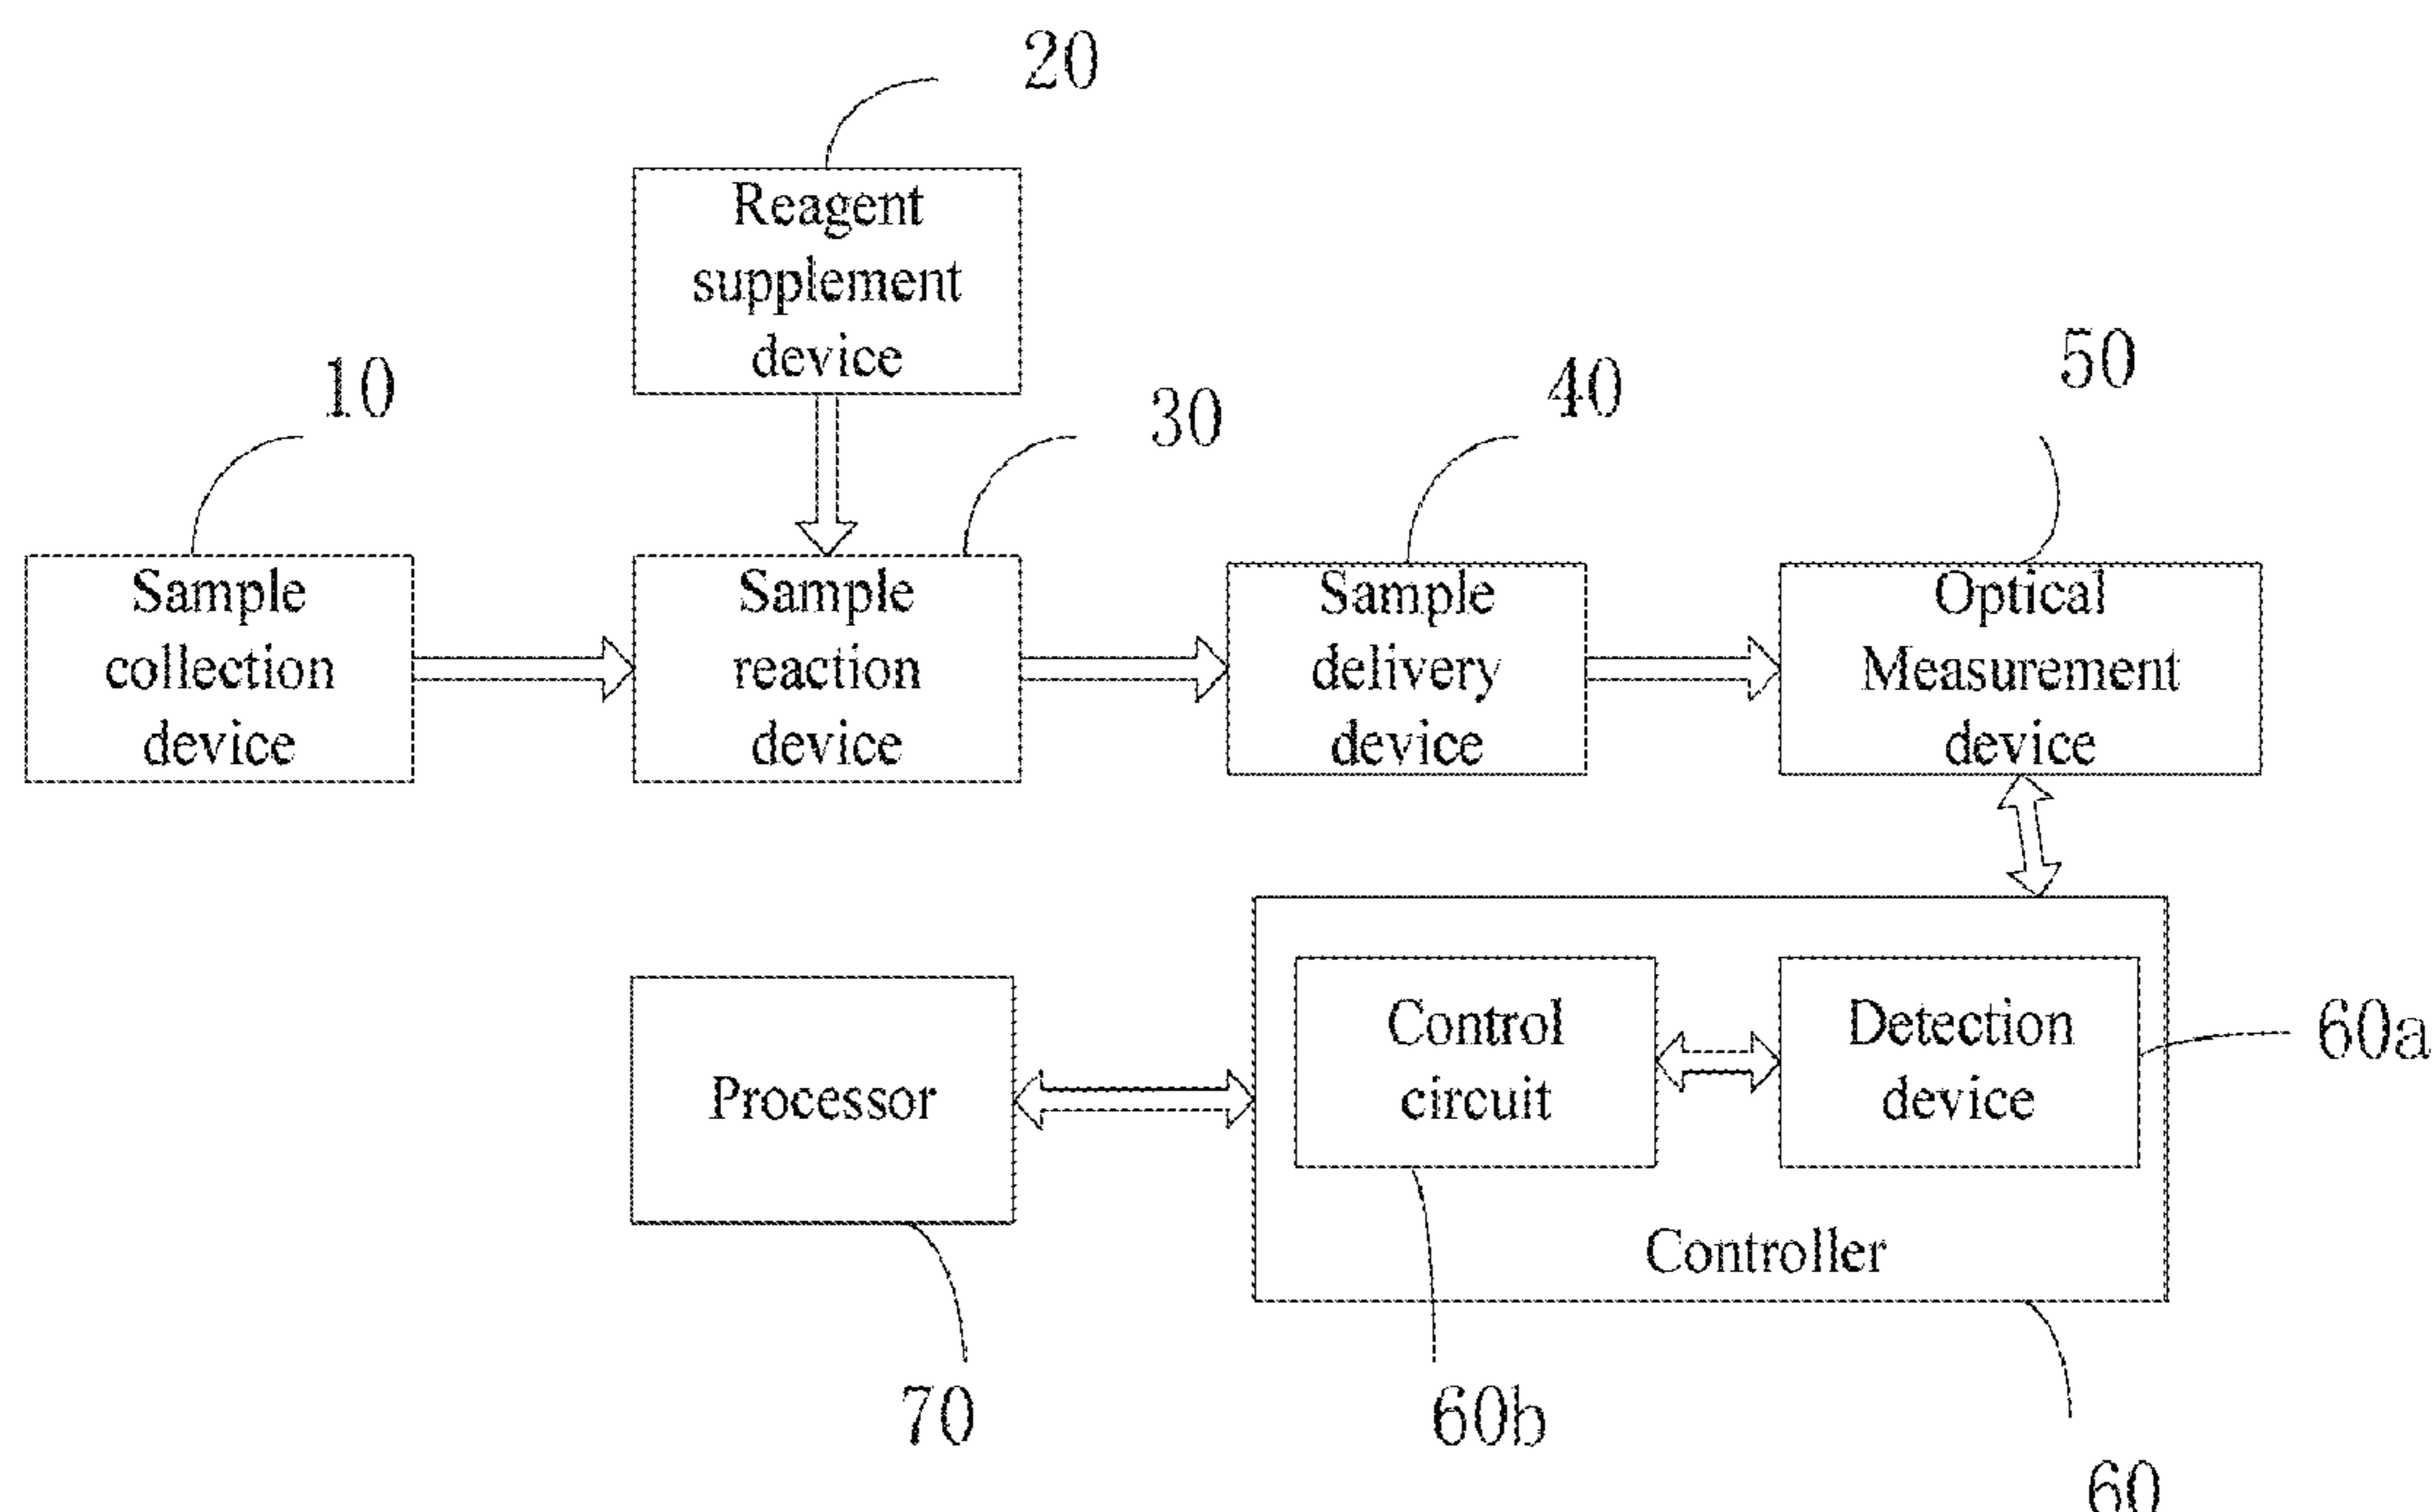 20
Reagent
supplement
device
10
30
40
50
Sample
collection
device
Sample
reaction
device
Sample
delivery
device
Optical
Measurement
device
Processor
Control
circuit
Detection
device
60a
Controller
70
60b
60